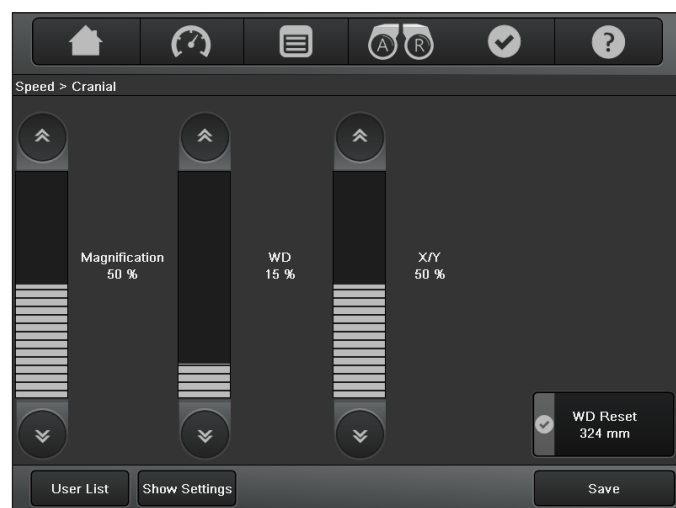 A R ?
Speed > Cranial
Magnification
50 %
WD
15 %
X/Y
50 %
WD Reset
324 mm
User List
Show Settings
Save